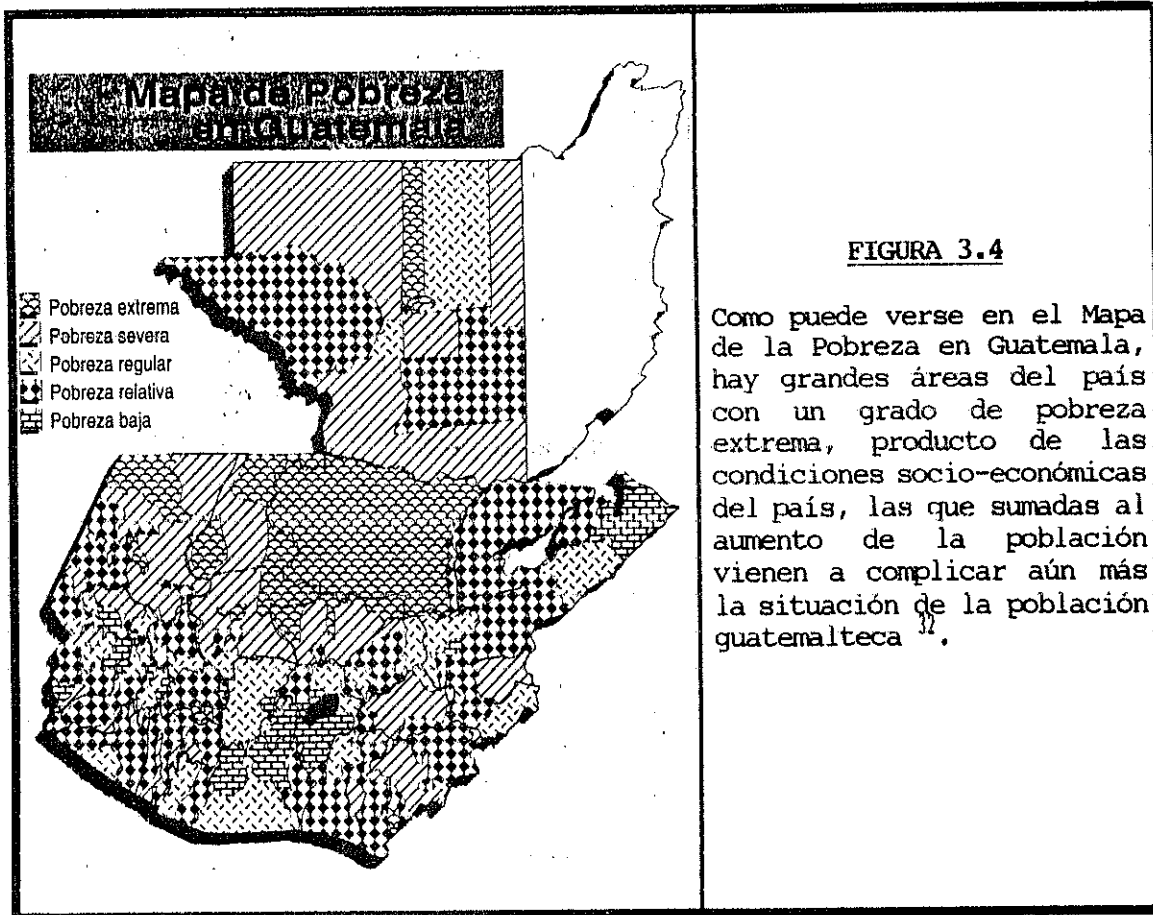 Mapa de Pobreza
en Guatemala
Pobreza extrema
Pobreza severa
Pobreza regular
Pobreza relativa
Pobreza baja
FIGURA 3.4
Como puede verse en el Mapa
de la Pobreza en Guatemala,
hay grandes áreas del país
con un grado de pobreza
extrema, producto de las
condiciones socio-económicas
del país, las que sumadas al
aumento de la población
vienen a complicar aún más
la situación de la población
guatemalteca 32.